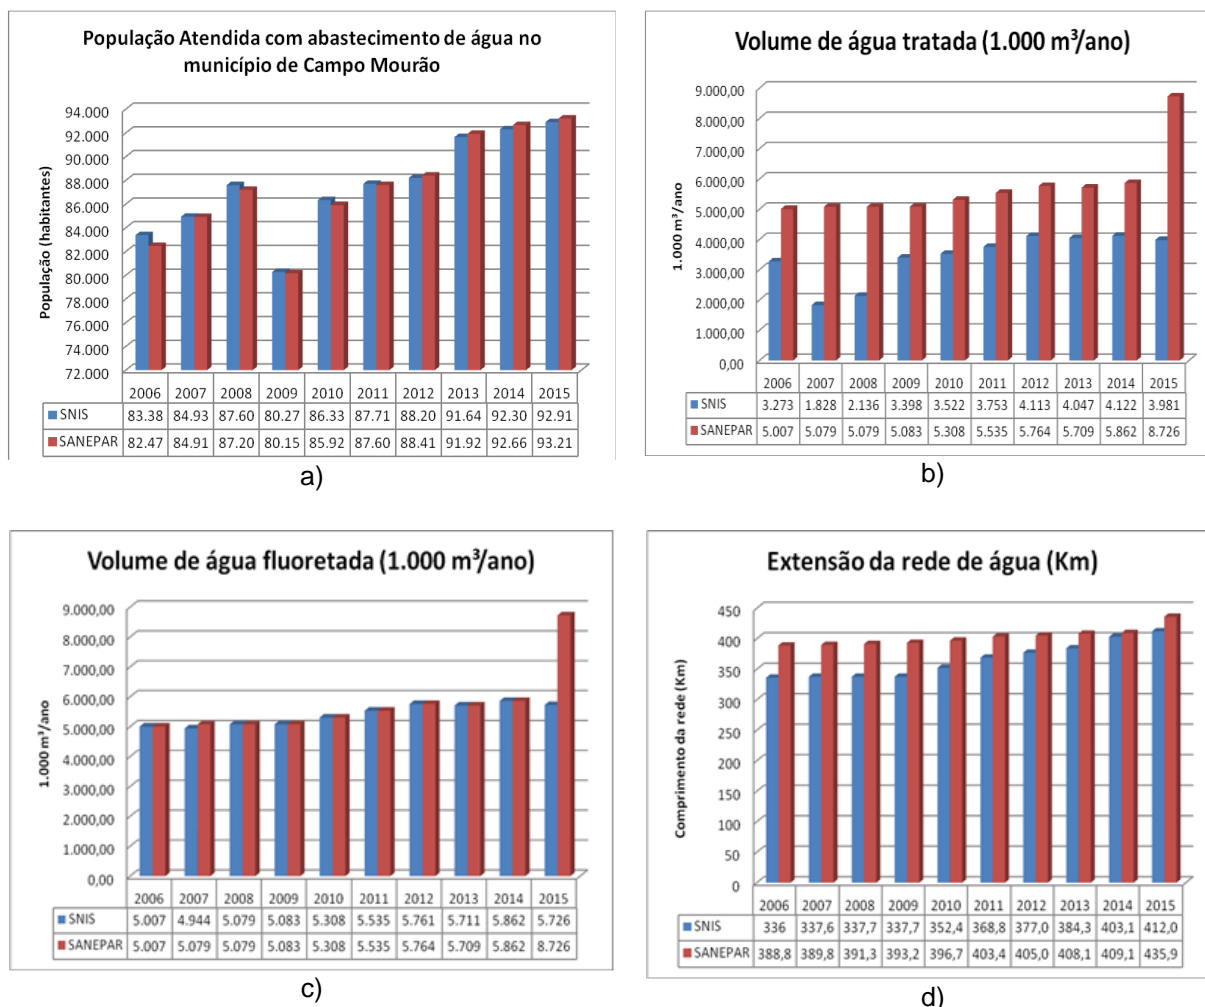 População Atendida com abastecimento de água no
município de Campo Mourão
População (habitantes)
94.000
92.000
90.000
88.000
86.000
84.000
82.000
80.000
78.000
76.000
74.000
72.000
2006 2007 2008 2009 2010 2011 2012 2013 2014 2015
SNIS 83.38 84.93 87.60 80.27 86.33 87.71 88.20 91.64 92.30 92.91
SANEPAR 82.47 84.91 87.20 80.15 85.92 87.60 88.41 91.92 92.66 93.21
a)
Volume de água tratada (1.000 m³/ano)
1.000 m³/ano
9.000,00
8.000,00
7.000,00
6.000,00
5.000,00
4.000,00
3.000,00
2.000,00
1.000,00
0,00
2006 2007 2008 2009 2010 2011 2012 2013 2014 2015
SNIS 3.273 1.828 2.136 3.398 3.522 3.753 4.113 4.047 4.122 3.981
SANEPAR 5.007 5.079 5.079 5.083 5.308 5.535 5.764 5.709 5.862 8.726
b)
Volume de água fluoretada (1.000 m³/ano)
1.000 m³/ano
9.000,00
8.000,00
7.000,00
6.000,00
5.000,00
4.000,00
3.000,00
2.000,00
1.000,00
0,00
2006 2007 2008 2009 2010 2011 2012 2013 2014 2015
SNIS 5.007 4.944 5.079 5.083 5.308 5.535 5.761 5.711 5.862 5.726
SANEPAR 5.007 5.079 5.079 5.083 5.308 5.535 5.764 5.709 5.862 8.726
c)
Extensão da rede de água (Km)
Comprimento da rede (Km)
450
400
350
300
250
200
150
100
50
0
2006 2007 2008 2009 2010 2011 2012 2013 2014 2015
SNIS 336 337,6 337,7 337,7 352,4 368,8 377,0 384,3 403,1 412,0
SANEPAR 388,8 389,8 391,3 393,2 396,7 403,4 405,0 408,1 409,1 435,9
d)